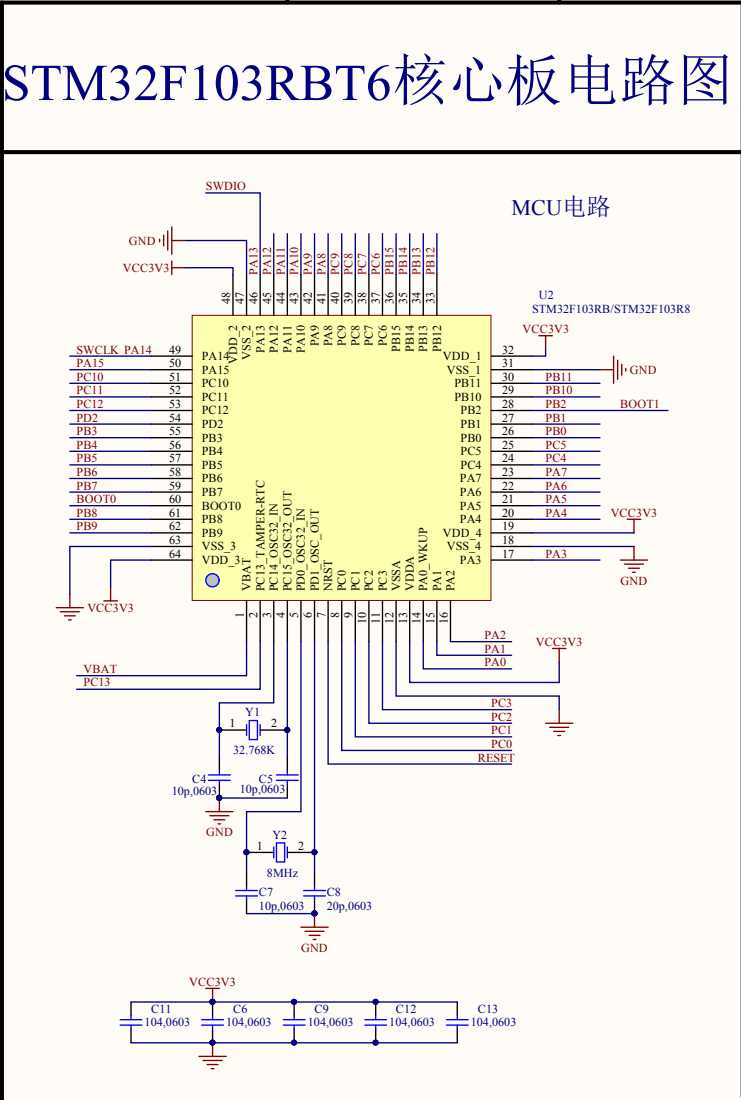 STM32F103RBT6核心板电路图
MCU电路
SWDIO
GND
VCC3V3
PA13
PA12
PA11
PA10
PA9
PA8
PC9
PC8
PC7
PC6
PB15
PB14
PB13
PB12
48
47
46
45
44
43
42
41
40
39
38
37
36
35
34
33
U2
STM32F103RB/STM32F103R8
VDD_2
VSS_2
PA13
PA12
PA11
PA10
PA9
PA8
PC9
PC8
PC7
PC6
PB15
PB14
PB13
PB12
SWCLK PA14 49 PA14
PA15 50 PA15
PC10 51 PC10
PC11 52 PC11
PC12 53 PC12
PD2 54 PD2
PB3 55 PB3
PB4 56 PB4
PB5 57 PB5
PB6 58 PB6
PB7 59 PB7
BOOT0 60 BOOT0
PB8 61 PB8
PB9 62 PB9
63 VSS_3
64 VDD_3
VCC3V3
VCC3V3
VDD_1 32
VSS_1 31 GND
PB11 30 PB11
PB10 29 PB10
PB2 28 PB2 BOOT1
PB1 27 PB1
PB0 26 PB0
PC5 25 PC5
PC4 24 PC4
PA7 23 PA7
PA6 22 PA6
PA5 21 PA5
PA4 20 PA4 VCC3V3
VDD_4 19
VSS_4 18
PA3 17 PA3
GND
VBAT
PC13_TAMPER-RTC
PC14_OSC32_IN
PC15_OSC32_OUT
PD0_OSC32_IN
PD1_OSC_OUT
NRST
PC0
PC1
PC2
PC3
VSSA
VDDA
PA0_WKUP
PA1
PA2
1
2
3
4
5
6
7
8
9
10
11
12
13
14
15
16
PA2
PA1
PA0
VCC3V3
VBAT
PC13
PC3
PC2
PC1
PC0
RESET
Y1
1 2
32.768K
C4
10p,0603
C5
10p,0603
GND
Y2
1 2
8MHz
C7
10p,0603
C8
20p,0603
GND
VCC3V3
C11
104,0603
C6
104,0603
C9
104,0603
C12
104,0603
C13
104,0603